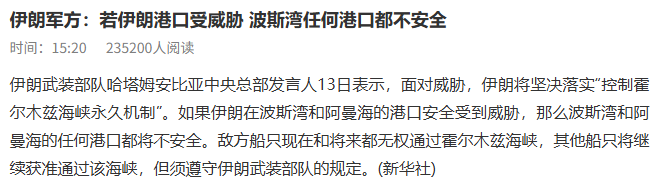 伊朗军方：若伊朗港口受威胁 波斯湾任何港口都不安全
时间：15:20 235200人阅读
伊朗武装部队哈塔姆安比亚中央总部发言人13日表示，面对威胁，伊朗将坚决落实“控制霍
尔木兹海峡永久机制”。如果伊朗在波斯湾和阿曼海的港口安全受到威胁，那么波斯湾和阿
曼海的任何港口都将不安全。敌方船只现在和将来都无权通过霍尔木兹海峡，其他船只将继
续获准通过该海峡，但须遵守伊朗武装部队的规定。(新华社)